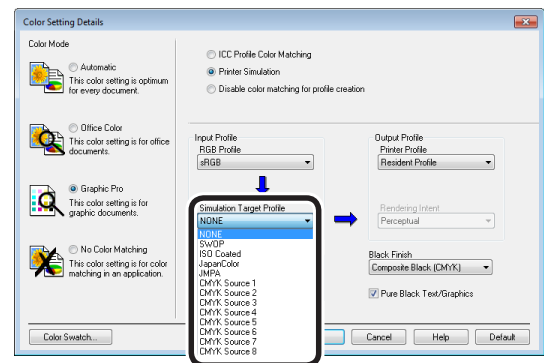 Color Setting Details
Color Mode
Automatic
This color setting is optimum
for every document.
Office Color
This color setting is for office
documents.
Graphic Pro
This color setting is for
graphic documents.
No Color Matching
This color setting is for color
matching in an application.
ICC Profile Color Matching
Printer Simulation
Disable color matching for profile creation
Input Profile
RGB Profile
sRGB
Simulation Target Profile
NONE
NONE
SWOP
ISO Coated
JapanColor
JMPA
CMYK Source 1
CMYK Source 2
CMYK Source 3
CMYK Source 4
CMYK Source 5
CMYK Source 6
CMYK Source 7
CMYK Source 8
Output Profile
Printer Profile
Resident Profile
Rendering Intent
Perceptual
Black Finish
Composite Black (CMYK)
Pure Black Text/Graphics
Color Swatch...
Cancel
Help
Default